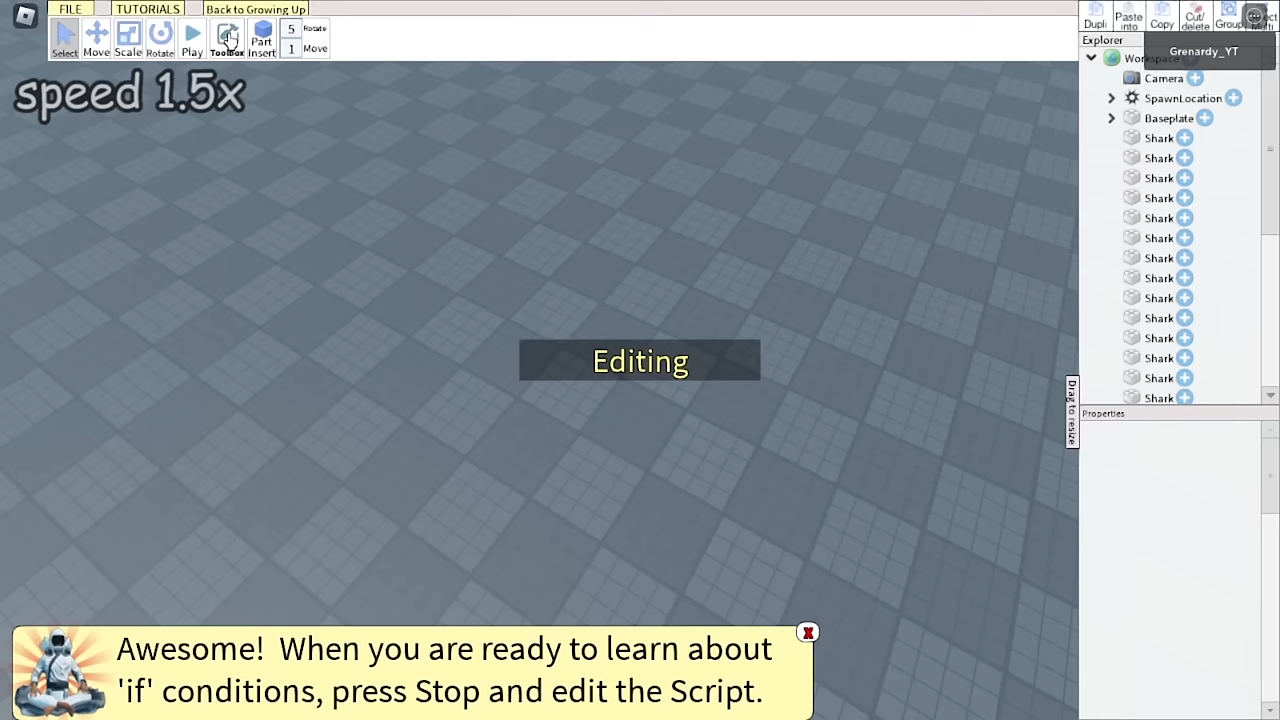 FILE
TUTORIALS
Back to Growing Up
Select
Move
Scale
Rotate
Play
Toolbox
Part
Insert
5
Rotate
1
Move
speed 1.5x
Editing
Awesome! When you are ready to learn about
'if' conditions, press Stop and edit the Script.
X
Drag to resize
Dupli
Paste
into
Copy
Cut/
delete
Group
Explorer
Grenardy_YT
Camera
SpawnLocation
Baseplate
Shark
Shark
Shark
Shark
Shark
Shark
Shark
Shark
Shark
Shark
Shark
Shark
Shark
Shark
Properties